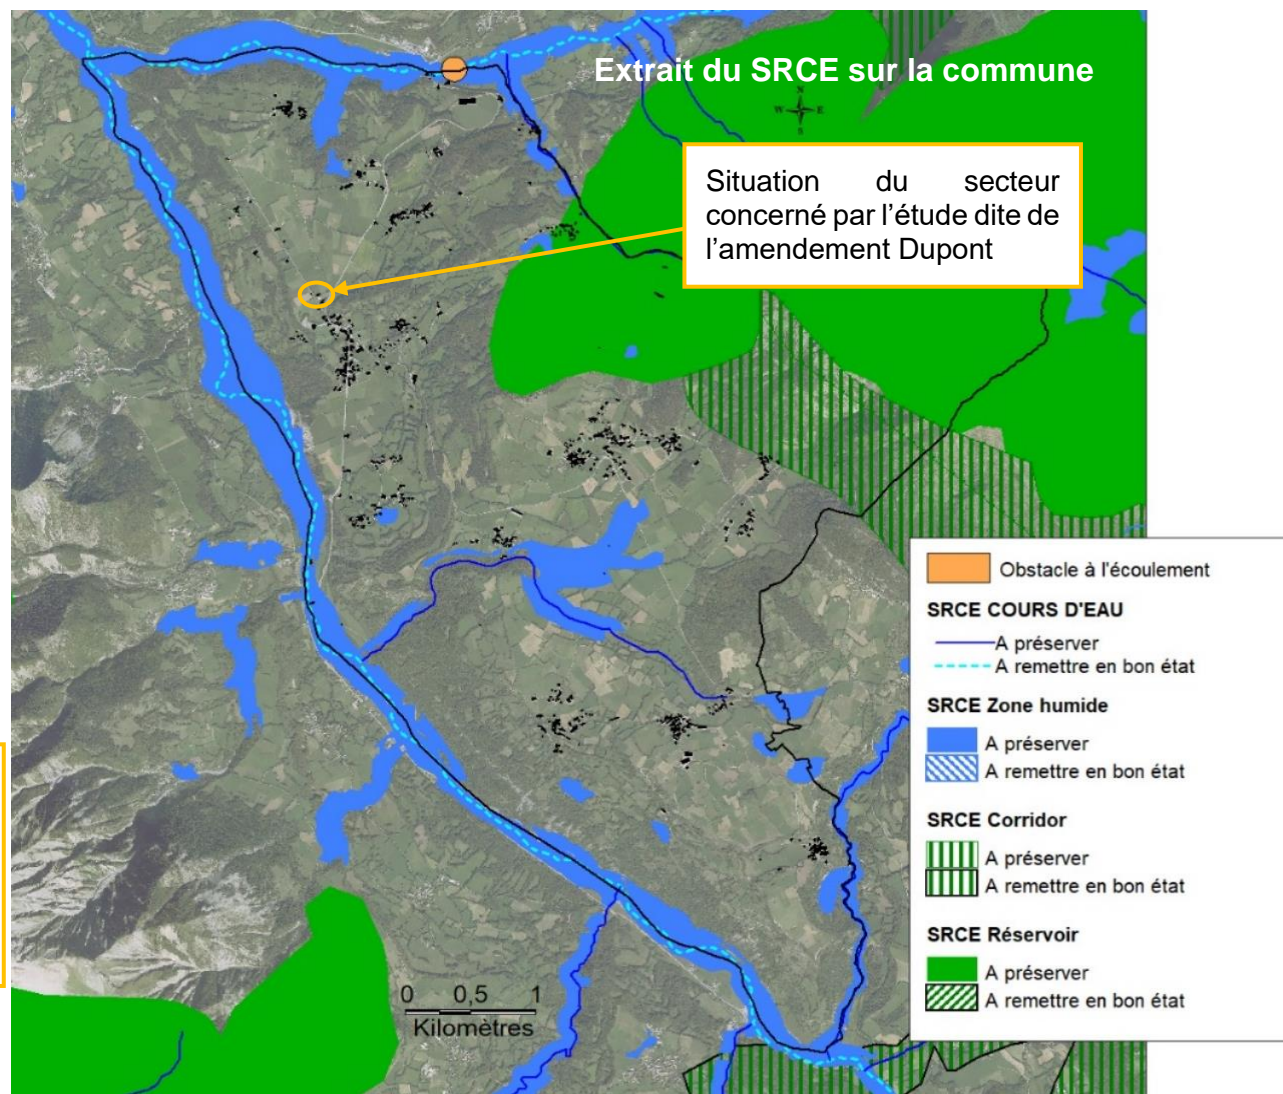 Extrait du SRCE sur la commune
N
W E
S
Situation du secteur
concerné par l'étude dite de
l'amendement Dupont
Obstacle à l'écoulement
SRCE COURS D'EAU
A préserver
A remettre en bon état
SRCE Zone humide
A préserver
A remettre en bon état
SRCE Corridor
A préserver
A remettre en bon état
SRCE Réservoir
A préserver
A remettre en bon état
0 0,5 1
Kilomètres